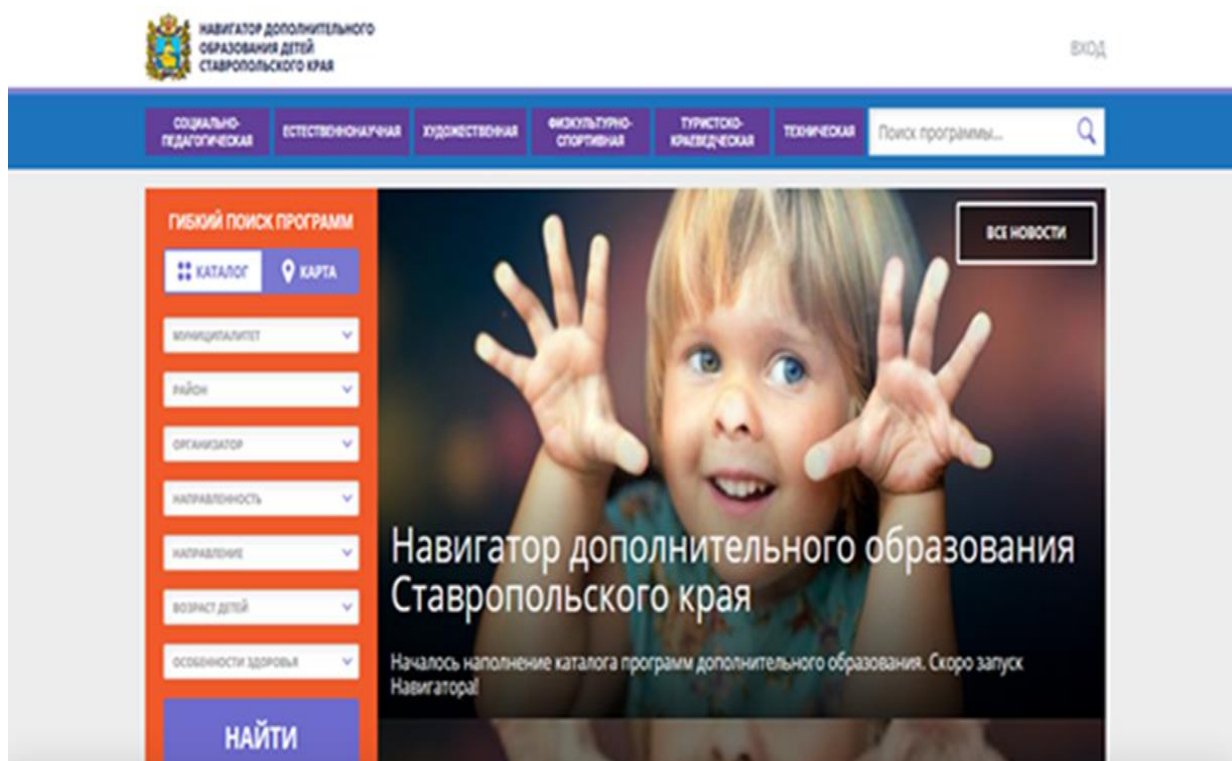 НАВИГАТОР ДОПОЛНИТЕЛЬНОГО
ОБРАЗОВАНИЯ ДЕТЕЙ
СТАВРОПОЛЬСКОГО КРАЯ
ВХОД
СОЦИАЛЬНО-
ПЕДАГОГИЧЕСКАЯ
ЕСТЕСТВЕННОНАУЧНАЯ
ХУДОЖЕСТВЕННАЯ
ФИЗКУЛЬТУРНО-
СПОРТИВНАЯ
ТУРИСТСКО-
КРАЕВЕДЧЕСКАЯ
ТЕХНИЧЕСКАЯ
Поиск программы...
ГИБКИЙ ПОИСК ПРОГРАММ
КАТАЛОГ
КАРТА
МУНИЦИПАЛИТЕТ
РАЙОН
ОРГАНИЗАТОР
НАПРАВЛЕННОСТЬ
НАПРАВЛЕНИЕ
ВОЗРАСТ ДЕТЕЙ
ОСОБЕННОСТИ ЗДОРОВЬЯ
НАЙТИ
ВСЕ НОВОСТИ
Навигатор дополнительного образования
Ставропольского края
Началось наполнение каталога программ дополнительного образования. Скоро запуск
Навигатора!